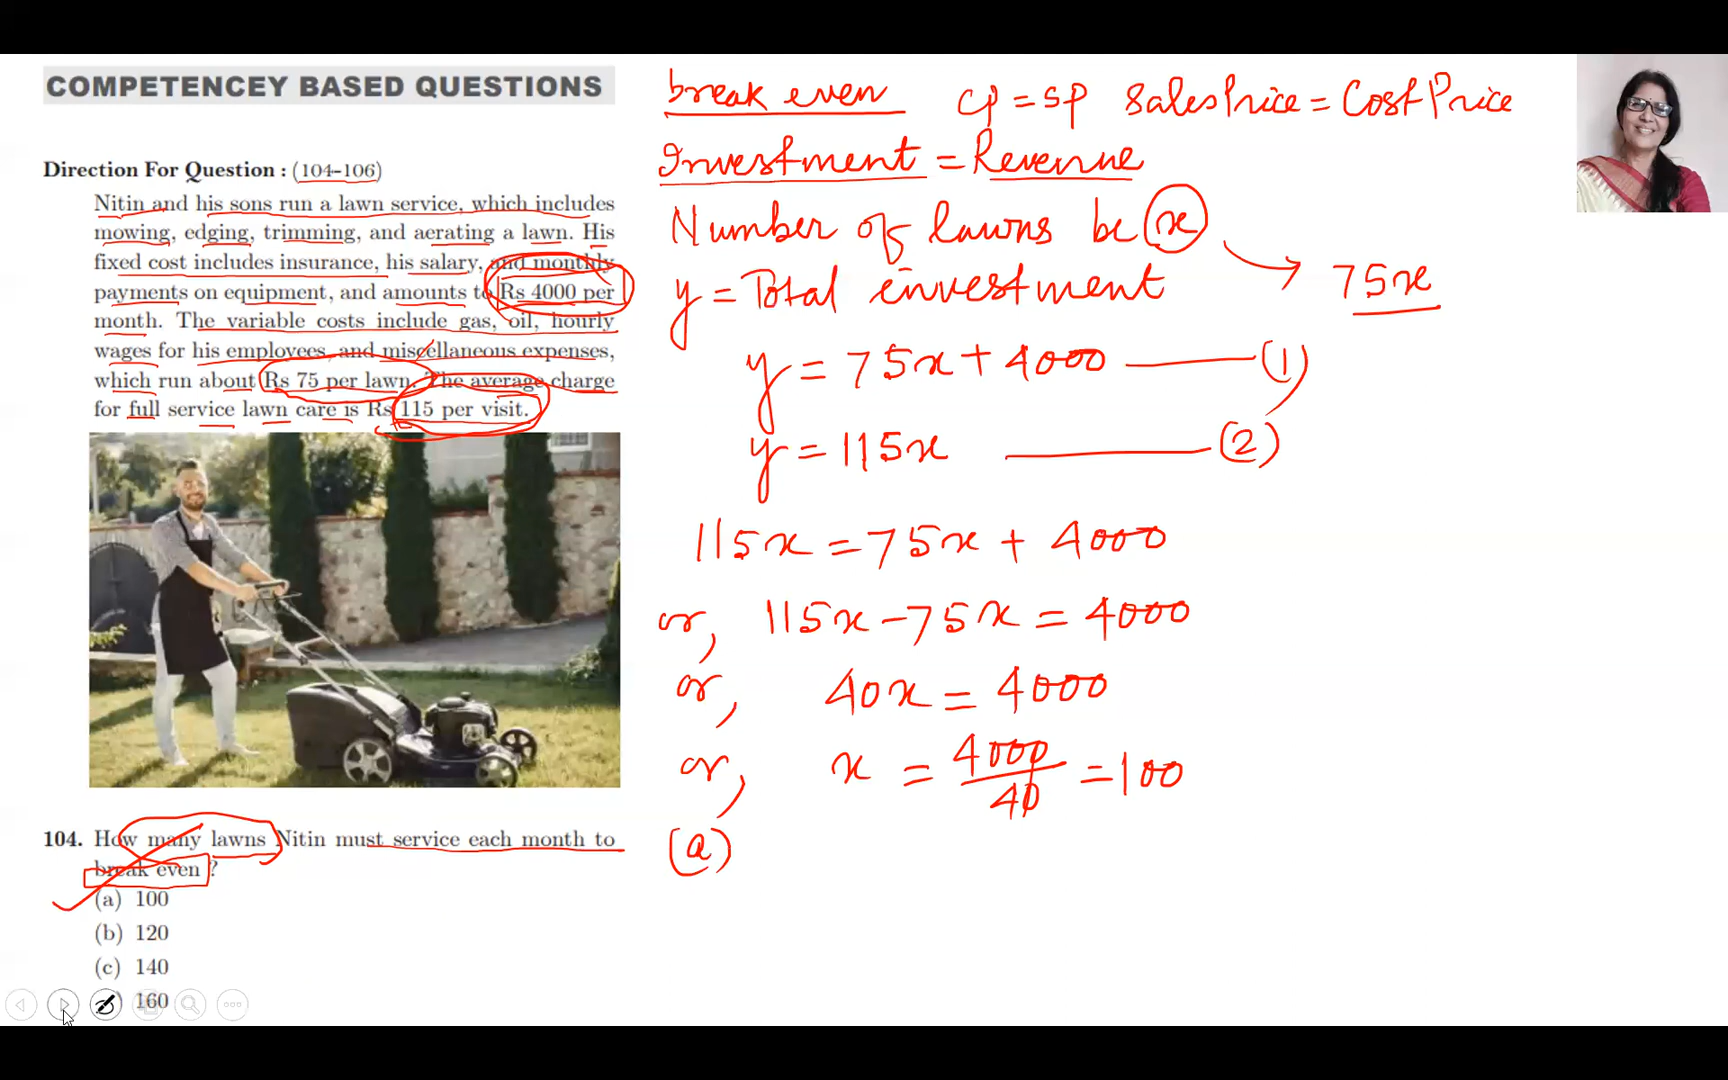 COMPETENCEY BASED QUESTIONS
Direction For Question : (104–106)
Nitin and his sons run a lawn service, which includes
mowing, edging, trimming, and aerating a lawn. His
fixed cost includes insurance, his salary, and monthly
payments on equipment, and amounts to Rs 4000 per
month. The variable costs include gas, oil, hourly
wages for his employees, and miscellaneous expenses,
which run about Rs 75 per lawn. The average charge
for full service lawn care is Rs 115 per visit.
104. How many lawns Nitin must service each month to
break even ?
(a) 100
(b) 120
(c) 140
160
break even CP = SP Sales Price = Cost Price
Investment = Revenue
Number of lawns be x
y = Total investment 75x
y = 75x + 4000 (1)
y = 115x (2)
115x = 75x + 4000
or, 115x - 75x = 4000
or, 40x = 4000
or, x = 4000/40 = 100
(a)